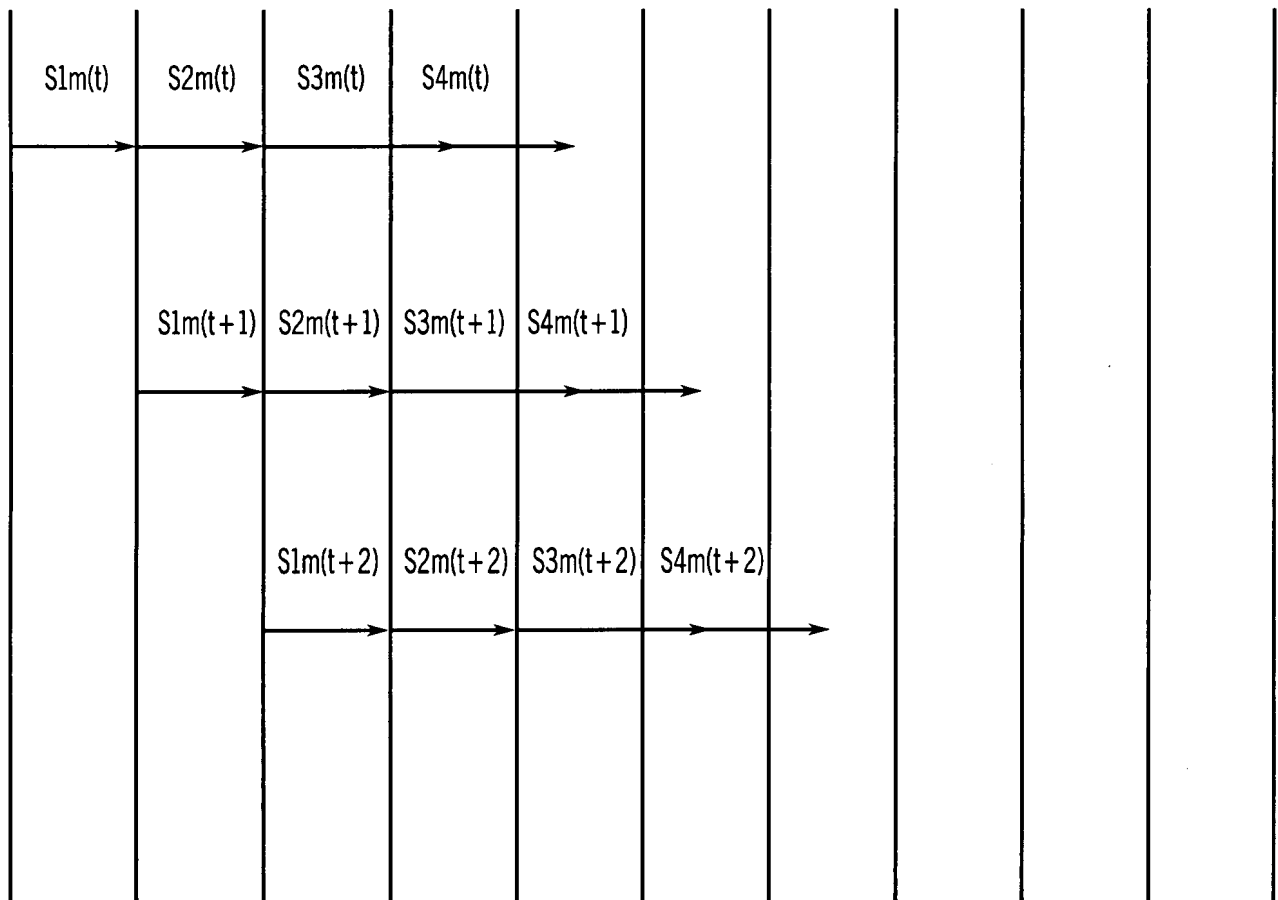 S1m(t) S2m(t) S3m(t) S4m(t)
S1m(t+1) S2m(t+1) S3m(t+1) S4m(t+1)
S1m(t+2) S2m(t+2) S3m(t+2) S4m(t+2)